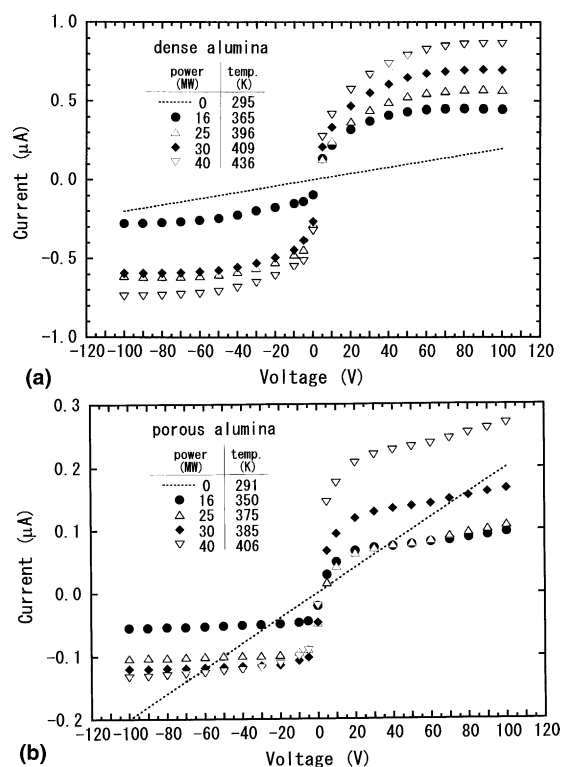 dense alumina
power temp.
(MW) (K)
0 295
16 365
25 396
30 409
40 436
1.0
0.5
0.0
-0.5
-1.0
Current (μA)
-120 -100 -80 -60 -40 -20 0 20 40 60 80 100 120
Voltage (V)
(a)
porous alumina
power temp.
(MW) (K)
0 291
16 350
25 375
30 385
40 406
0.3
0.2
0.1
0.0
-0.1
-0.2
Current (μA)
-120 -100 -80 -60 -40 -20 0 20 40 60 80 100 120
Voltage (V)
(b)